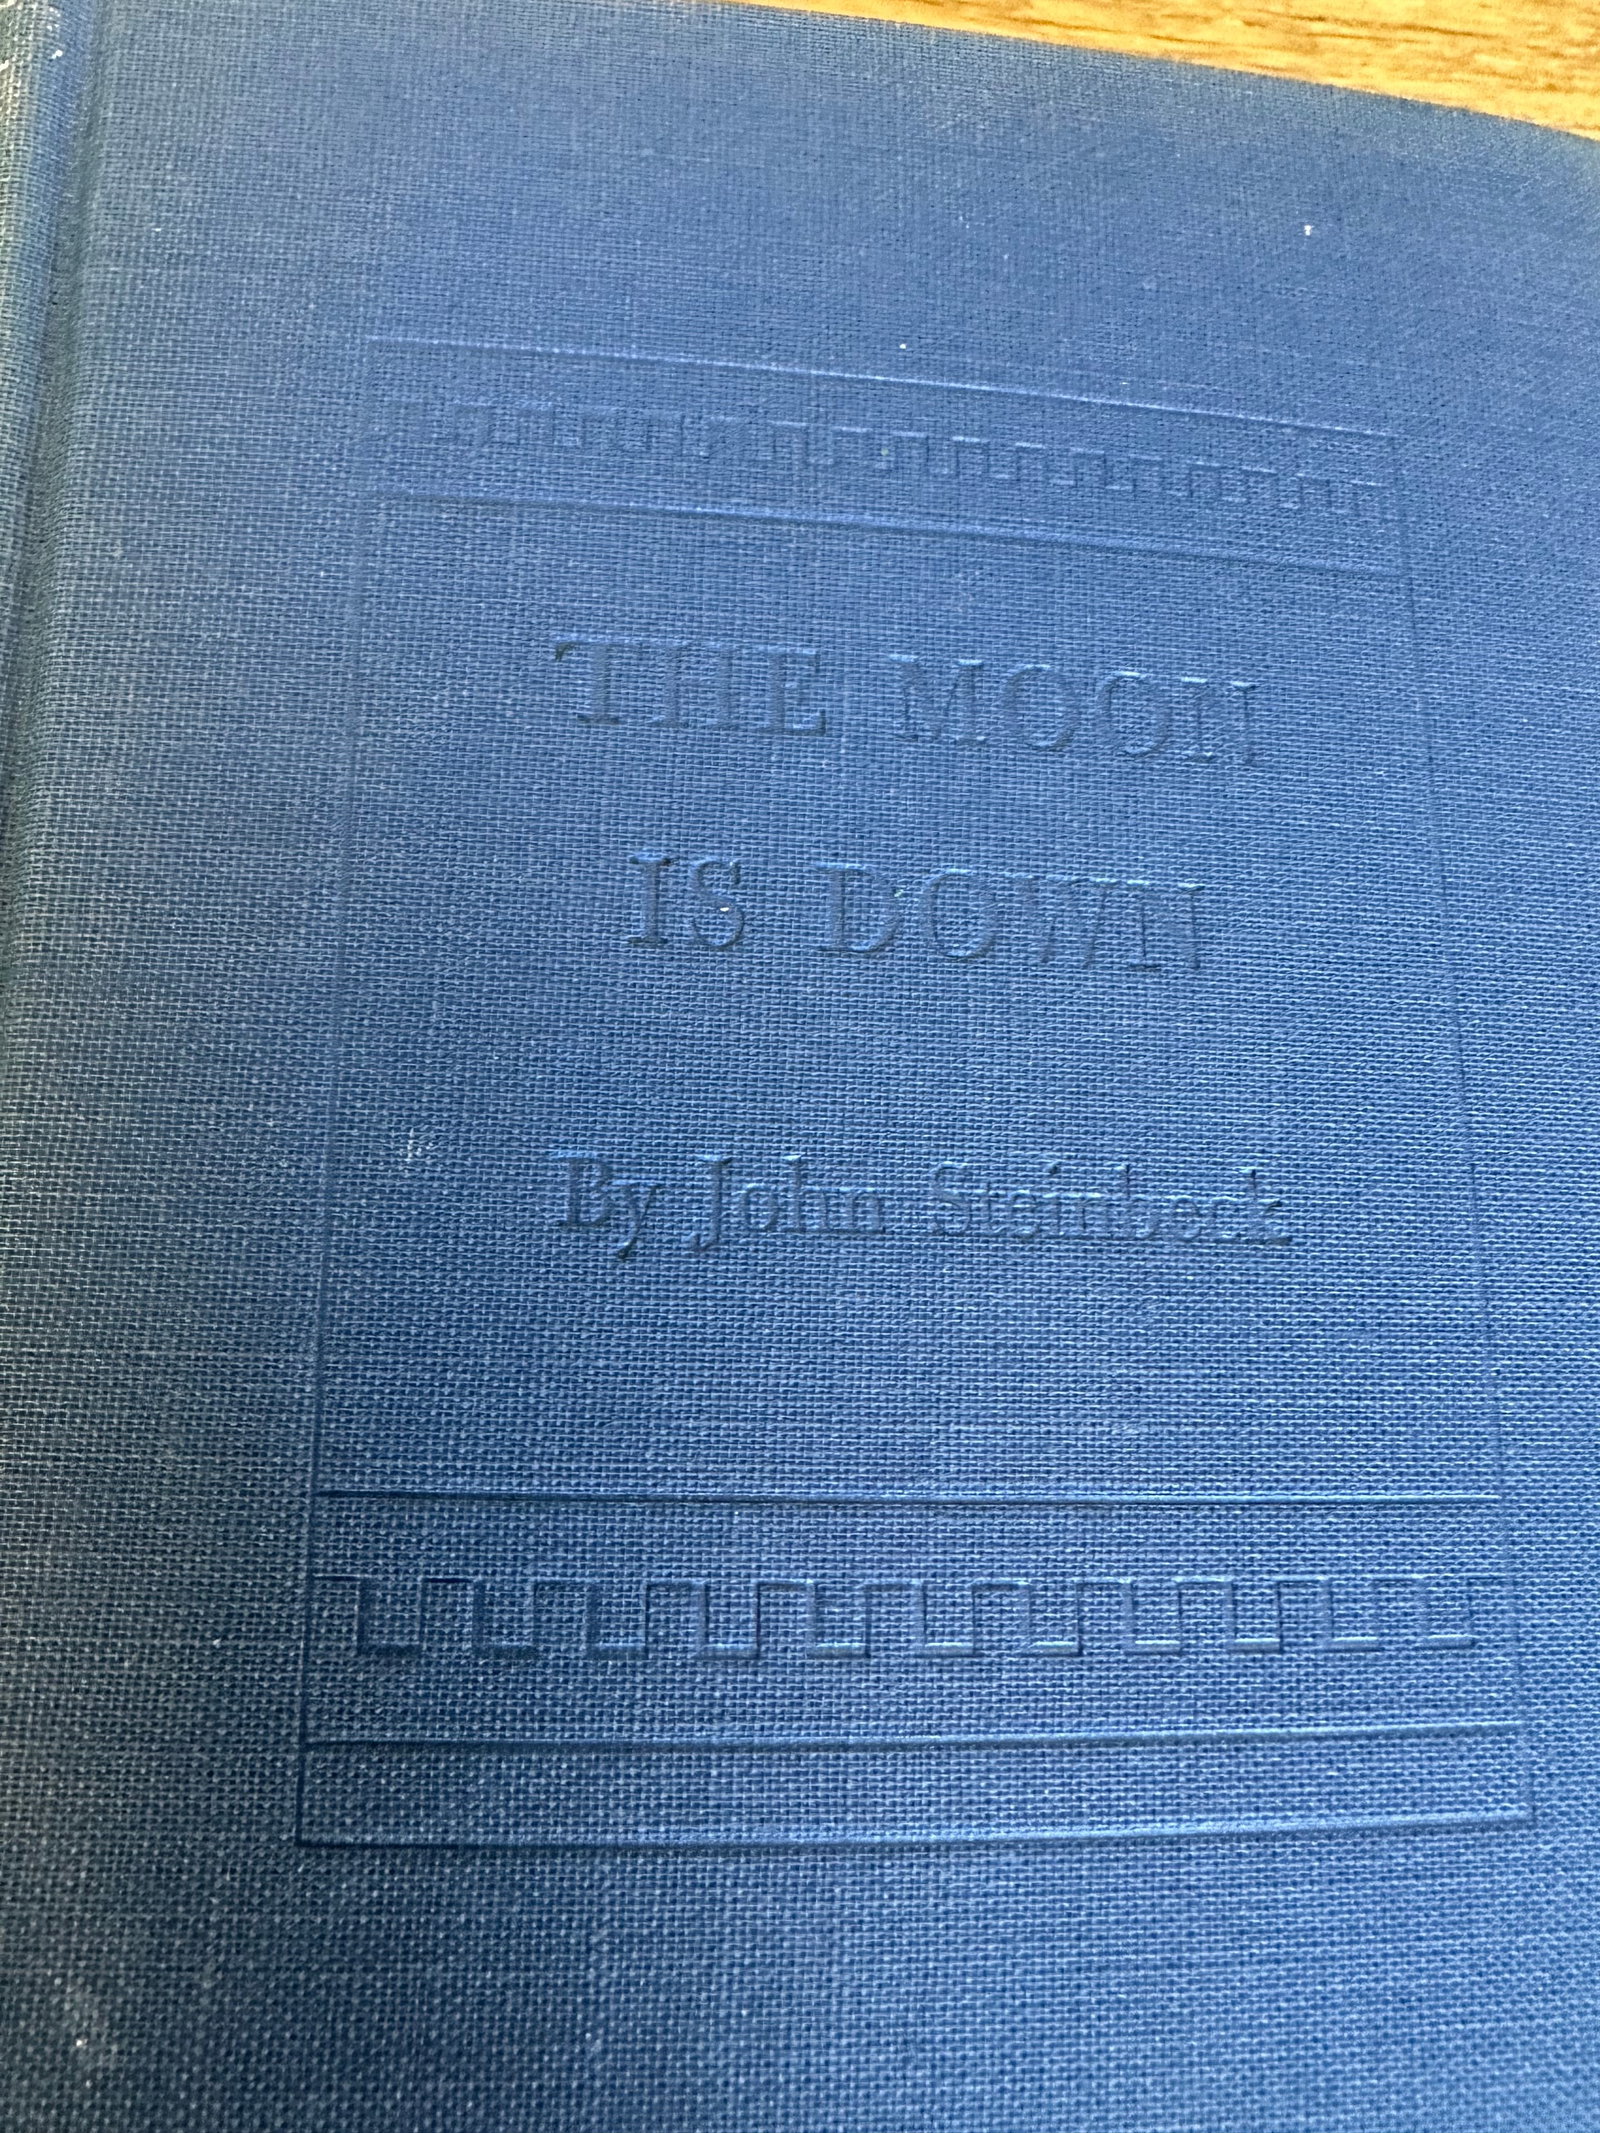 THE MOON
IS DOWN
By John Steinbeck